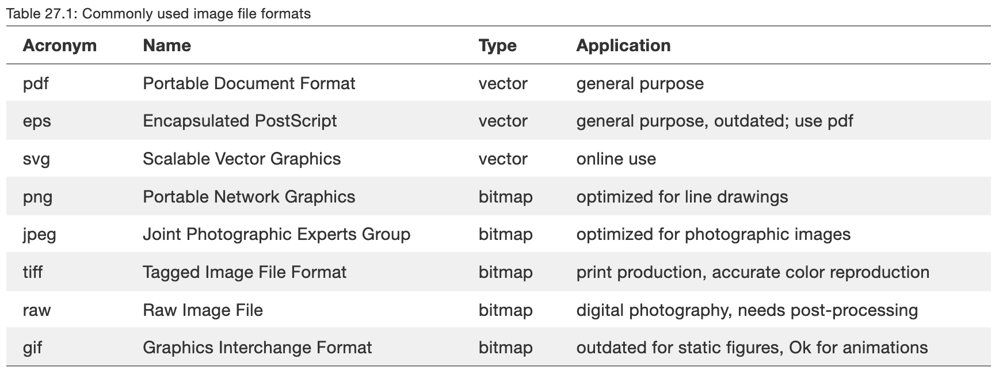 Table 27.1: Commonly used image file formats
Acronym Name Type Application
pdf Portable Document Format vector general purpose
eps Encapsulated PostScript vector general purpose, outdated; use pdf
svg Scalable Vector Graphics vector online use
png Portable Network Graphics bitmap optimized for line drawings
jpeg Joint Photographic Experts Group bitmap optimized for photographic images
tiff Tagged Image File Format bitmap print production, accurate color reproduction
raw Raw Image File bitmap digital photography, needs post-processing
gif Graphics Interchange Format bitmap outdated for static figures, Ok for animations